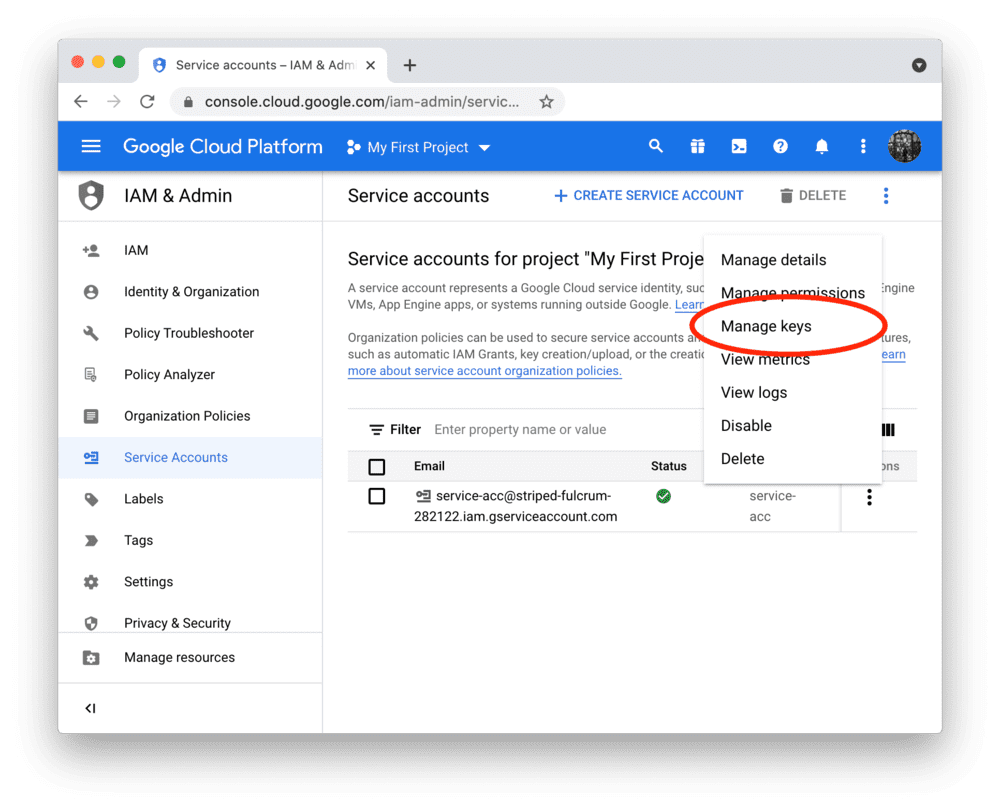 Service accounts – IAM & Admi
console.cloud.google.com/iam-admin/servic...
Google Cloud Platform
My First Project
IAM & Admin
Service accounts
CREATE SERVICE ACCOUNT
DELETE
IAM
Identity & Organization
Policy Troubleshooter
Policy Analyzer
Organization Policies
Service Accounts
Labels
Tags
Settings
Privacy & Security
Manage resources
Service accounts for project "My First Proje
A service account represents a Google Cloud service identity, suc Engine
VMs, App Engine apps, or systems running outside Google. Learn
Organization policies can be used to secure service accounts an tures,
such as automatic IAM Grants, key creation/upload, or the creatio earn
more about service account organization policies.
Manage details
Manage permissions
Manage keys
View metrics
View logs
Disable
Delete
Filter Enter property name or value
Email Status ons
service-acc@striped-fulcrum- service-
282122.iam.gserviceaccount.com acc